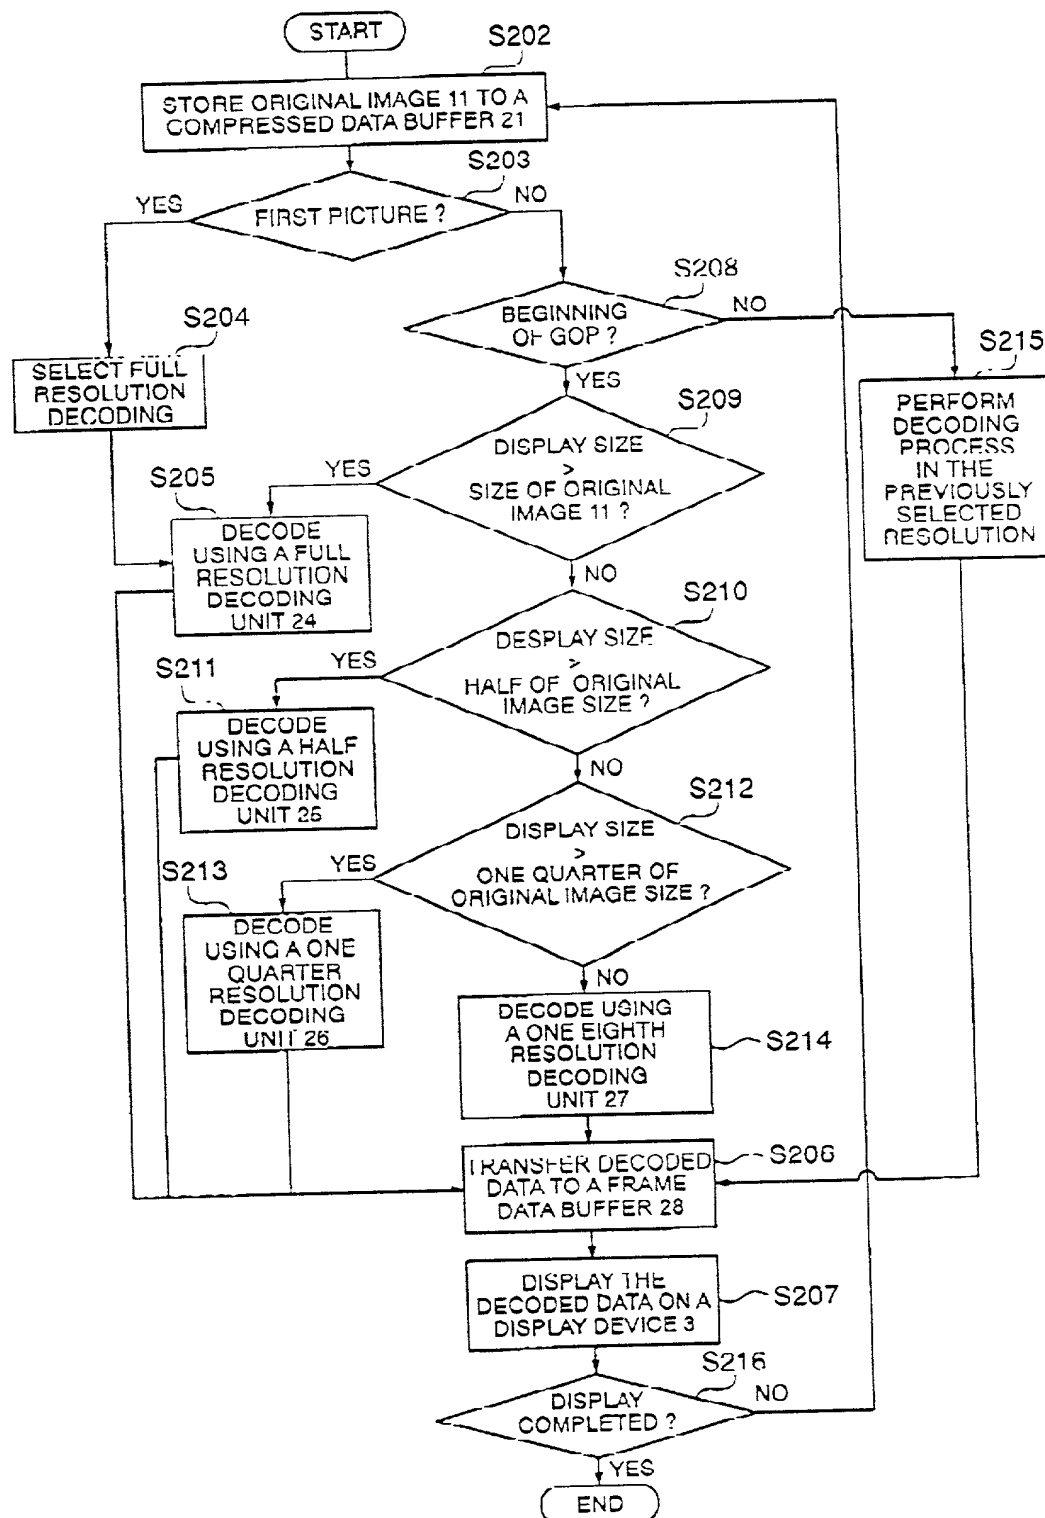 START
S202
STORE ORIGINAL IMAGE 11 TO A
COMPRESSED DATA BUFFER 21
S203
YES
NO
FIRST PICTURE ?
S208
NO
BEGINNING
OF GOP ?
S204
SELECT FULL
RESOLUTION
DECODING
S215
PERFORM
DECODING
PROCESS
IN THE
PREVIOUSLY
SELECTED
RESOLUTION
YES
S209
DISPLAY SIZE
>
SIZE OF ORIGINAL
IMAGE 11 ?
YES
S205
DECODE
USING A FULL
RESOLUTION
DECODING
UNIT 24
NO
S210
DESPLAY SIZE
>
HALF OF ORIGINAL
IMAGE SIZE ?
YES
S211
DECODE
USING A HALF
RESOLUTION
DECODING
UNIT 25
NO
S212
DISPLAY SIZE
>
ONE QUARTER OF
ORIGINAL IMAGE SIZE ?
YES
S213
DECODE
USING A ONE
QUARTER
RESOLUTION
DECODING
UNIT 26
NO
DECODE USING
A ONE EIGHTH
RESOLUTION
DECODING
UNIT 27
S214
TRANSFER DECODED
DATA TO A FRAME
DATA BUFFER 28
S206
DISPLAY THE
DECODED DATA ON A
DISPLAY DEVICE 3
S207
S216
DISPLAY
COMPLETED ?
NO
YES
END